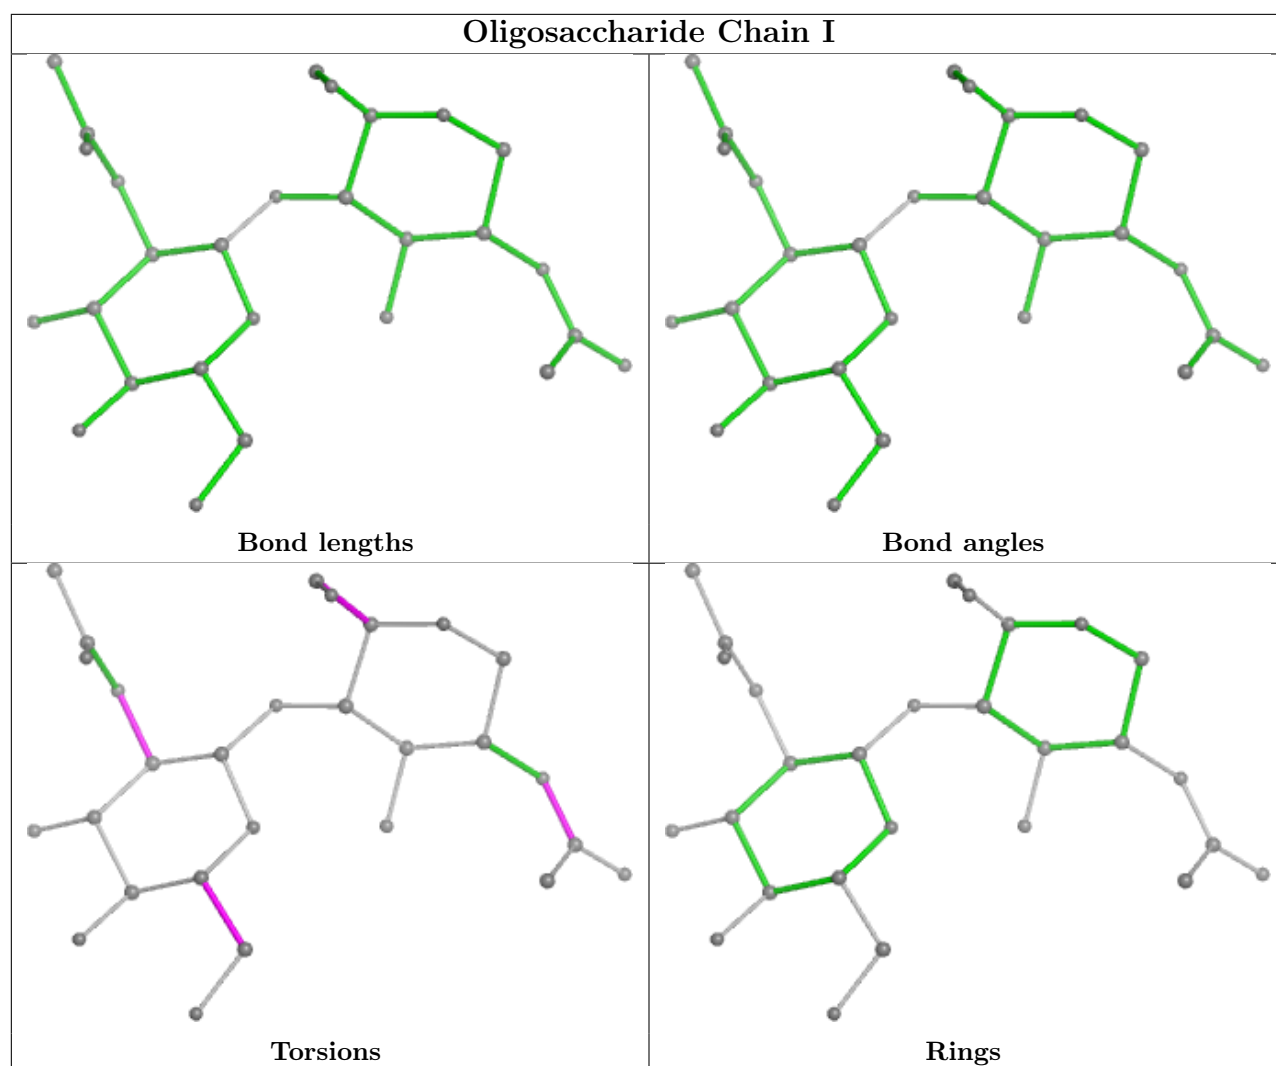 Oligosaccharide Chain I
Bond lengths
Bond angles
Torsions
Rings